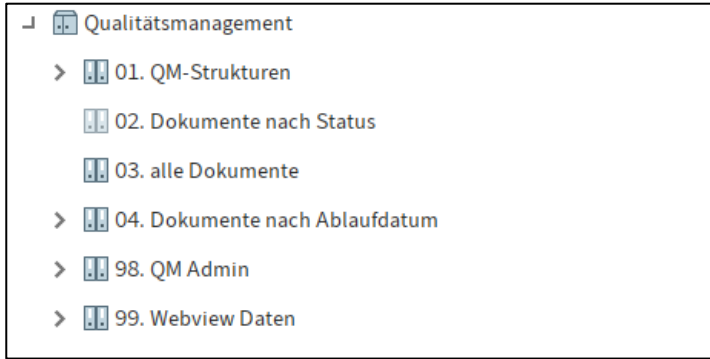 Qualitätsmanagement
01. QM-Strukturen
02. Dokumente nach Status
03. alle Dokumente
04. Dokumente nach Ablaufdatum
98. QM Admin
99. Webview Daten